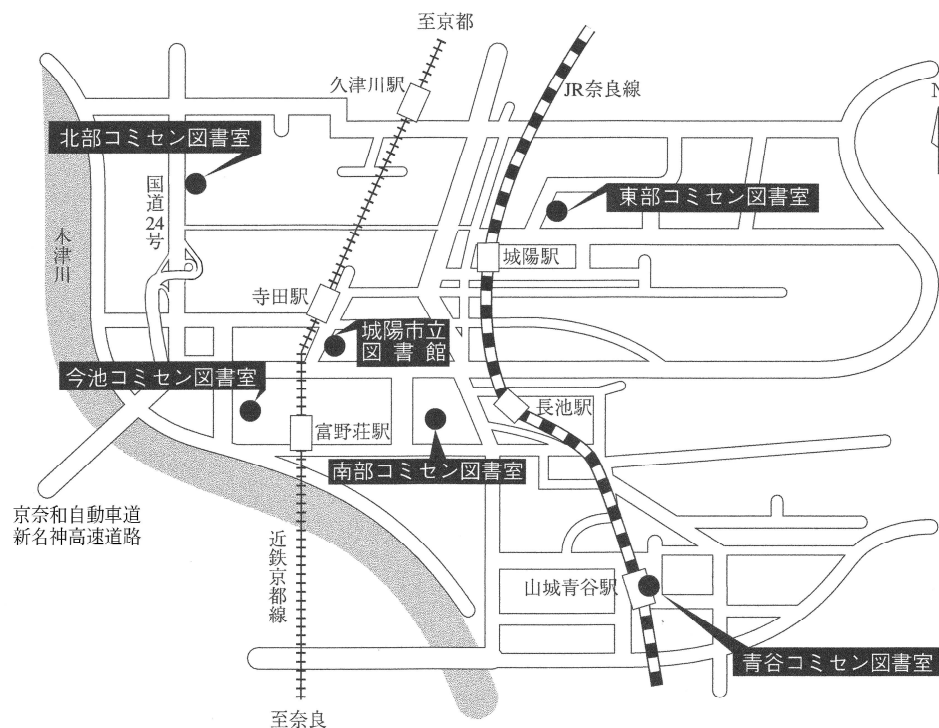 至京都
久津川駅
JR奈良線
N
北部コミセン図書室
国道24号
東部コミセン図書室
木津川
城陽駅
寺田駅
城陽市立
図書館
今池コミセン図書室
長池駅
富野荘駅
南部コミセン図書室
京奈和自動車道
新名神高速道路
近鉄京都線
山城青谷駅
青谷コミセン図書室
至奈良